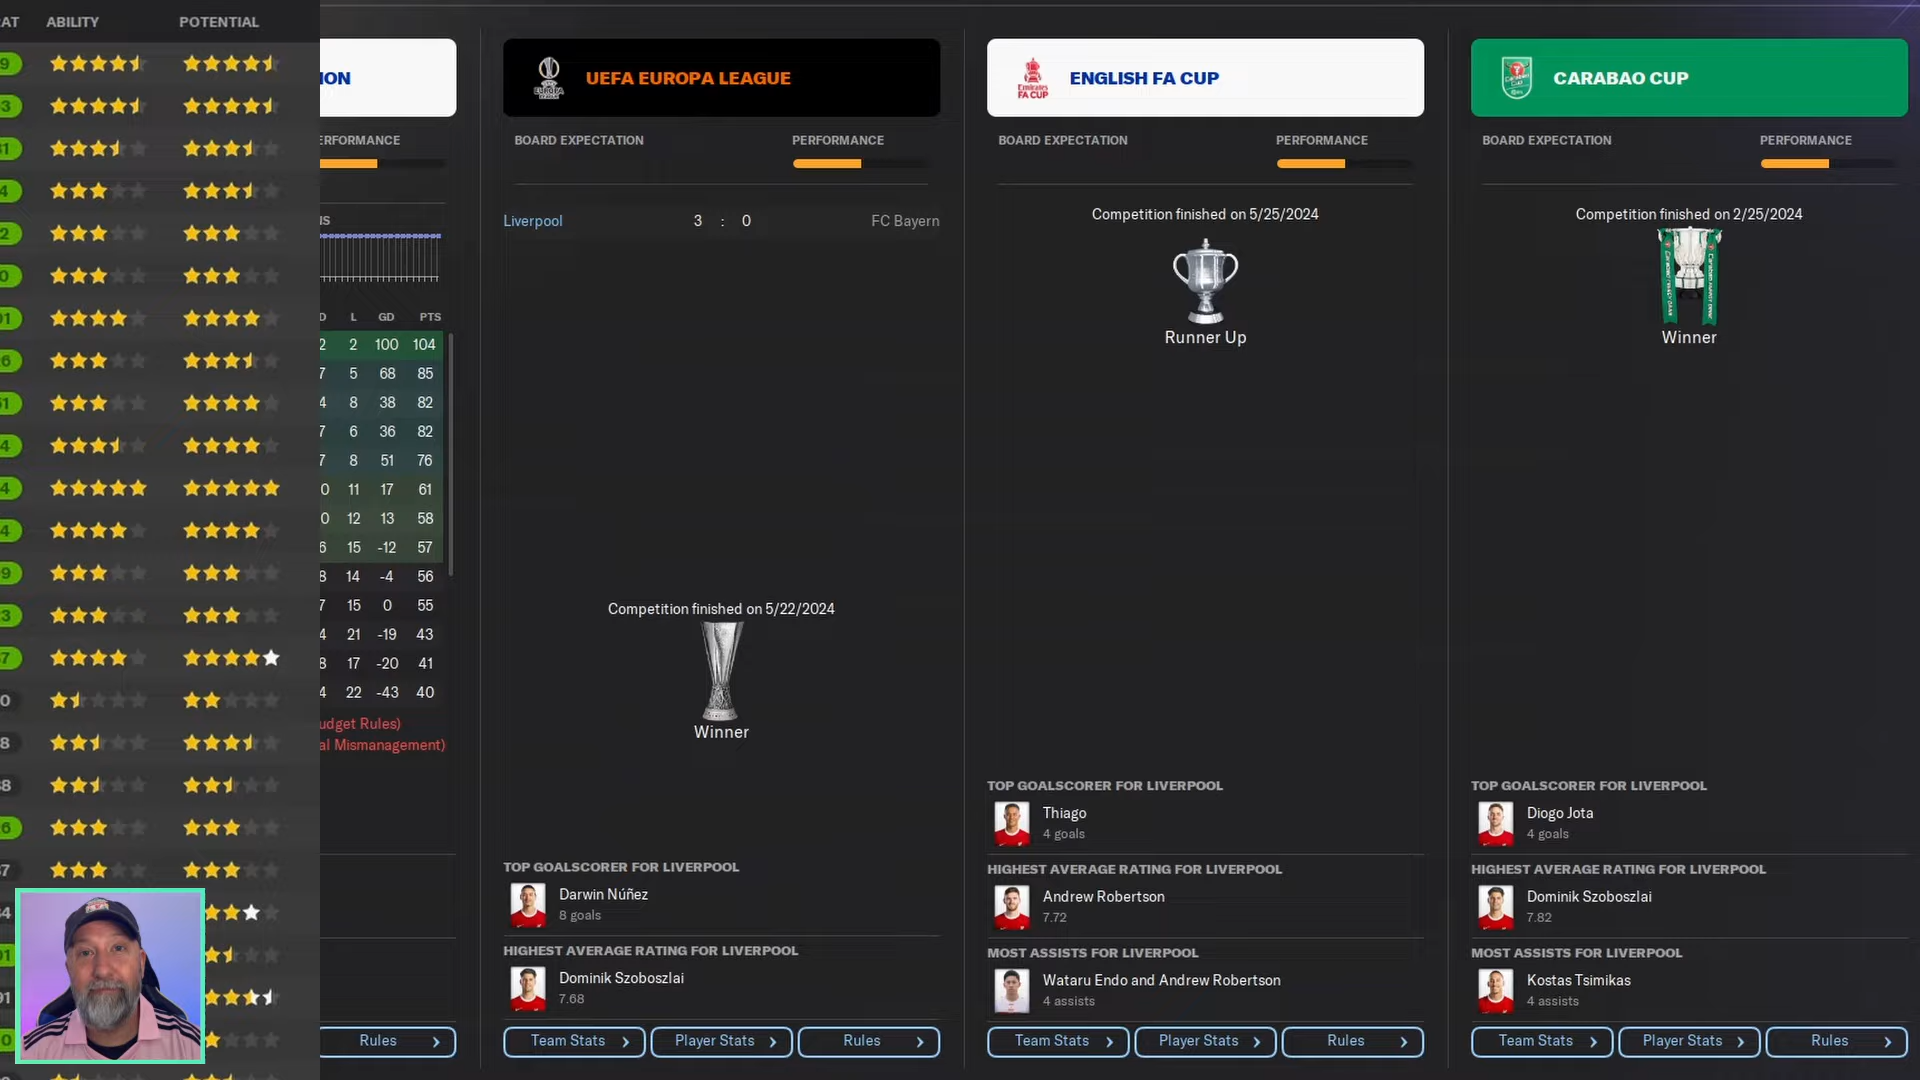 ABILITY POTENTIAL
ION
ERFORMANCE
NS
D L GD PTS
2 2 100 104
7 5 68 85
4 8 38 82
7 6 36 82
7 8 51 76
0 11 17 61
0 12 13 58
6 15 -12 57
8 14 -4 56
7 15 0 55
4 21 -19 43
8 17 -20 41
4 22 -43 40
udget Rules)
al Mismanagement)
Rules
UEFA EUROPA LEAGUE
BOARD EXPECTATION PERFORMANCE
Liverpool 3 : 0 FC Bayern
Competition finished on 5/22/2024
Winner
TOP GOALSCORER FOR LIVERPOOL
Darwin Núñez
8 goals
HIGHEST AVERAGE RATING FOR LIVERPOOL
Dominik Szoboszlai
7.68
Team Stats Player Stats Rules
Emirates
FA CUP
ENGLISH FA CUP
BOARD EXPECTATION PERFORMANCE
Competition finished on 5/25/2024
Runner Up
TOP GOALSCORER FOR LIVERPOOL
Thiago
4 goals
HIGHEST AVERAGE RATING FOR LIVERPOOL
Andrew Robertson
7.72
MOST ASSISTS FOR LIVERPOOL
Wataru Endo and Andrew Robertson
4 assists
Team Stats Player Stats Rules
CARABAO CUP
BOARD EXPECTATION PERFORMANCE
Competition finished on 2/25/2024
Winner
TOP GOALSCORER FOR LIVERPOOL
Diogo Jota
4 goals
HIGHEST AVERAGE RATING FOR LIVERPOOL
Dominik Szoboszlai
7.82
MOST ASSISTS FOR LIVERPOOL
Kostas Tsimikas
4 assists
Team Stats Player Stats Rules